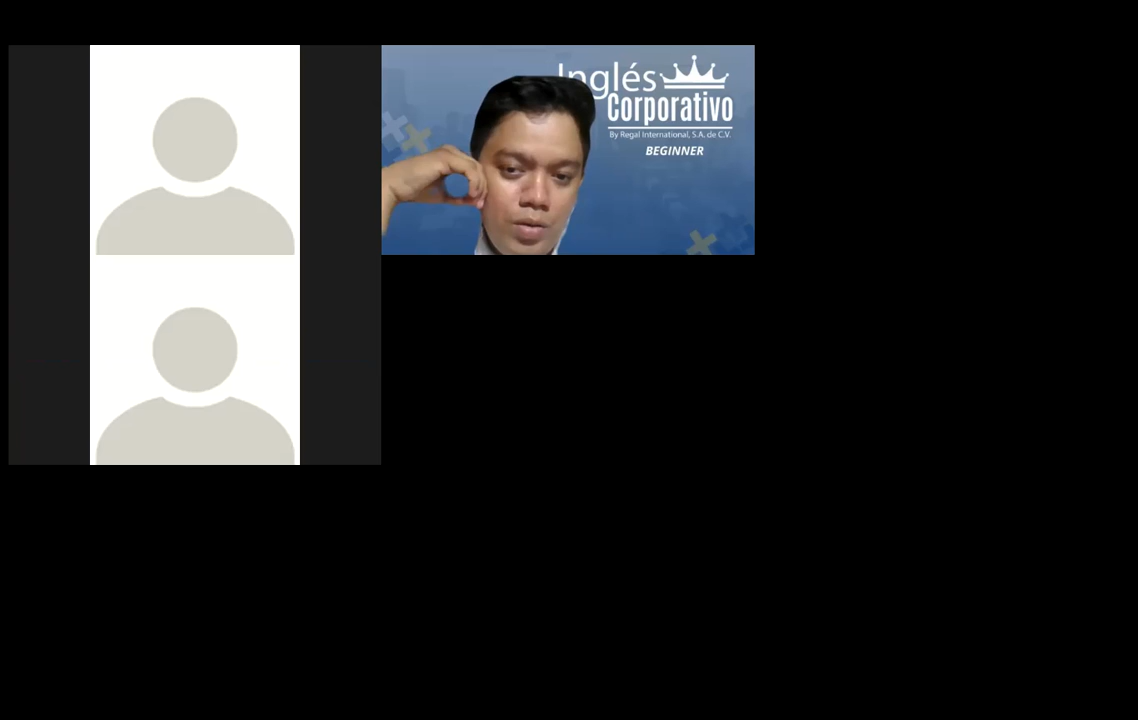 Inglés
Corporativo
By Regal International, S.A. de C.V.
BEGINNER